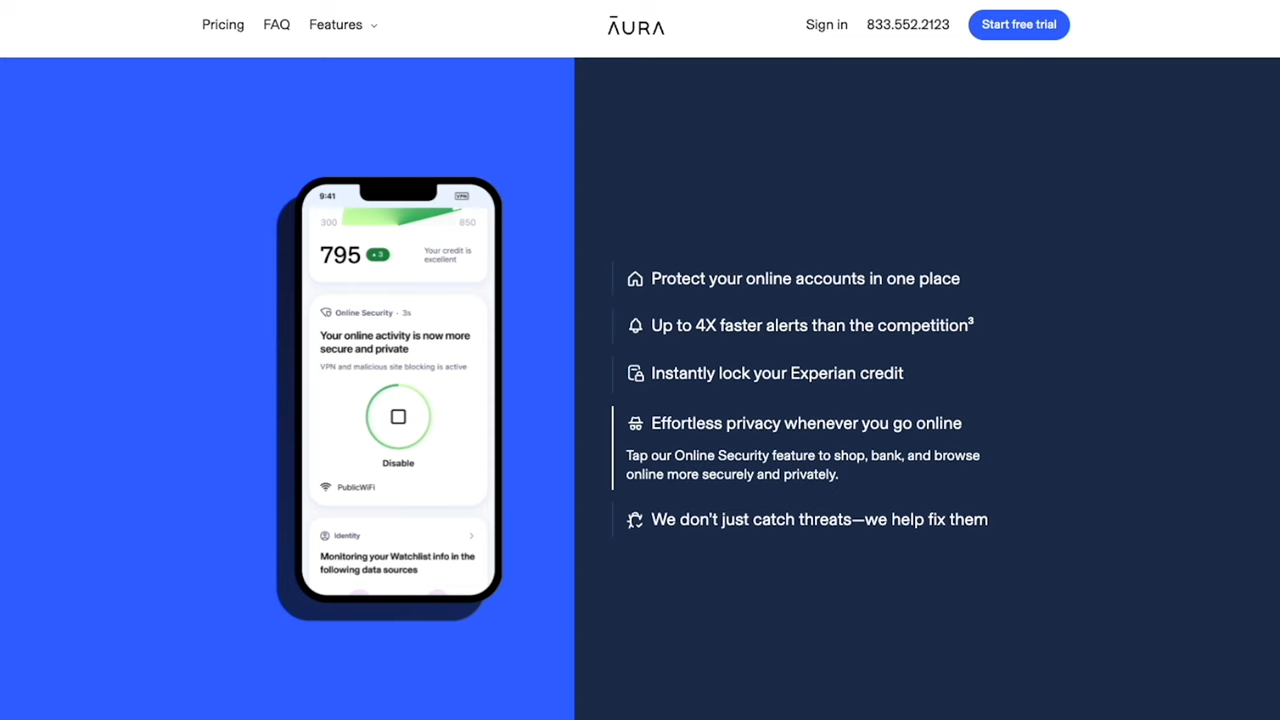 Pricing FAQ Features
ĀURA
Sign in 833.552.2123 Start free trial
9:41 VPN
300 850
795 3 Your credit is
excellent
Online Security · 3s
Your online activity is now more
secure and private
VPN and malicious site blocking is active
Disable
PublicWiFi
Identity
Monitoring your Watchlist info in the
following data sources
Protect your online accounts in one place
Up to 4X faster alerts than the competition³
Instantly lock your Experian credit
Effortless privacy whenever you go online
Tap our Online Security feature to shop, bank, and browse
online more securely and privately.
We don't just catch threats—we help fix them